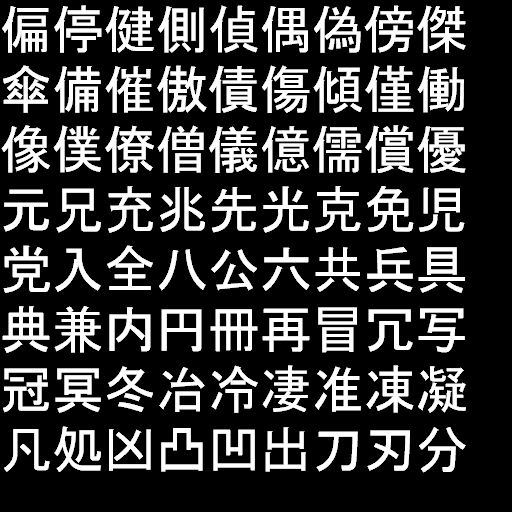 偏停健側偵偶偽傍傑
傘備催傲債傷傾僅働
像僕僚僧儀億儒償優
元兄充兆先光克免児
党入全八公六共兵具
典兼内円冊再冒冗写
冠冥冬冶冷凄准凍凝
凡処凶凸凹出刀刃分